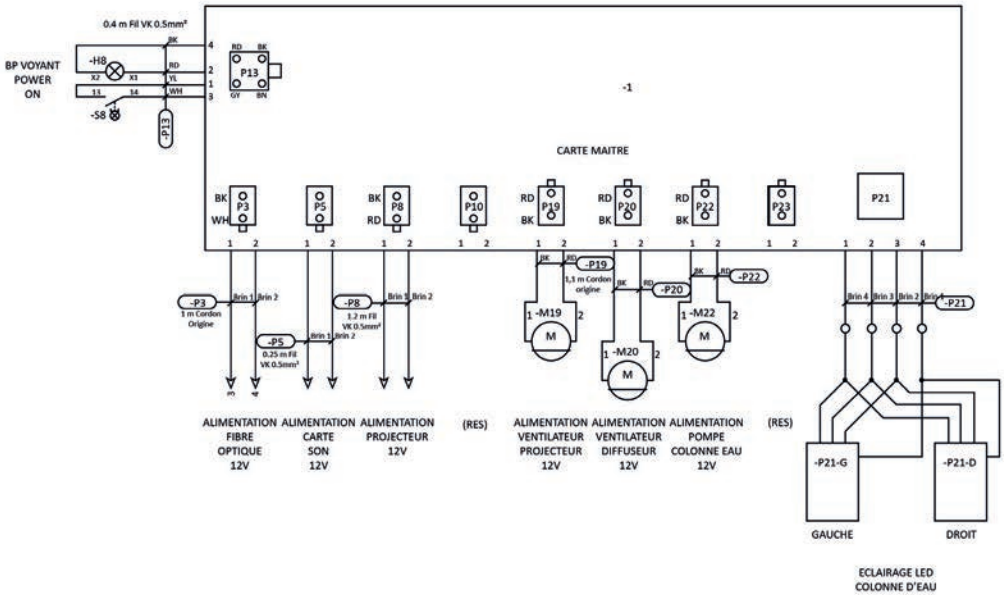 0.4 m Fil VK 0.5mm²
BK
4
-H8
RD
2
X2 X1
YL
1
13 14
WH
3
-S8
-P13
BP VOYANT
POWER
ON
RD BK
P13
GY BN
-1
CARTE MAITRE
BK
P3
WH
P5
BK
P8
RD
P10
RD
P19
BK
RD
P20
BK
RD
P22
BK
P23
P21
1 2 1 2 1 2 1 2 1 2 1 2 1 2 1 2 1 2 3 4
BK RD
-P19
1,1 m Cordon
origine
BK RD
-P20
BK RD
-P22
-P3
Brin 1 Brin 2
1 m Cordon
Origine
-P5
Brin 1 Brin 2
0.25 m Fil
VK 0.5mm²
-P8
Brin 1 Brin 2
1.2 m Fil
VK 0.5mm²
Brin 4 Brin 3 Brin 2
-P21
-M19
1 2
M
-M20
1 2
M
-M22
1 2
M
3 4
ALIMENTATION
FIBRE
OPTIQUE
12V
ALIMENTATION
CARTE
SON
12V
ALIMENTATION
PROJECTEUR
12V
(RES)
ALIMENTATION
VENTILATEUR
PROJECTEUR
12V
ALIMENTATION
VENTILATEUR
DIFFUSEUR
12V
ALIMENTATION
POMPE
COLONNE EAU
12V
(RES)
-P21-G
-P21-D
GAUCHE
DROIT
ECLAIRAGE LED
COLONNE D'EAU